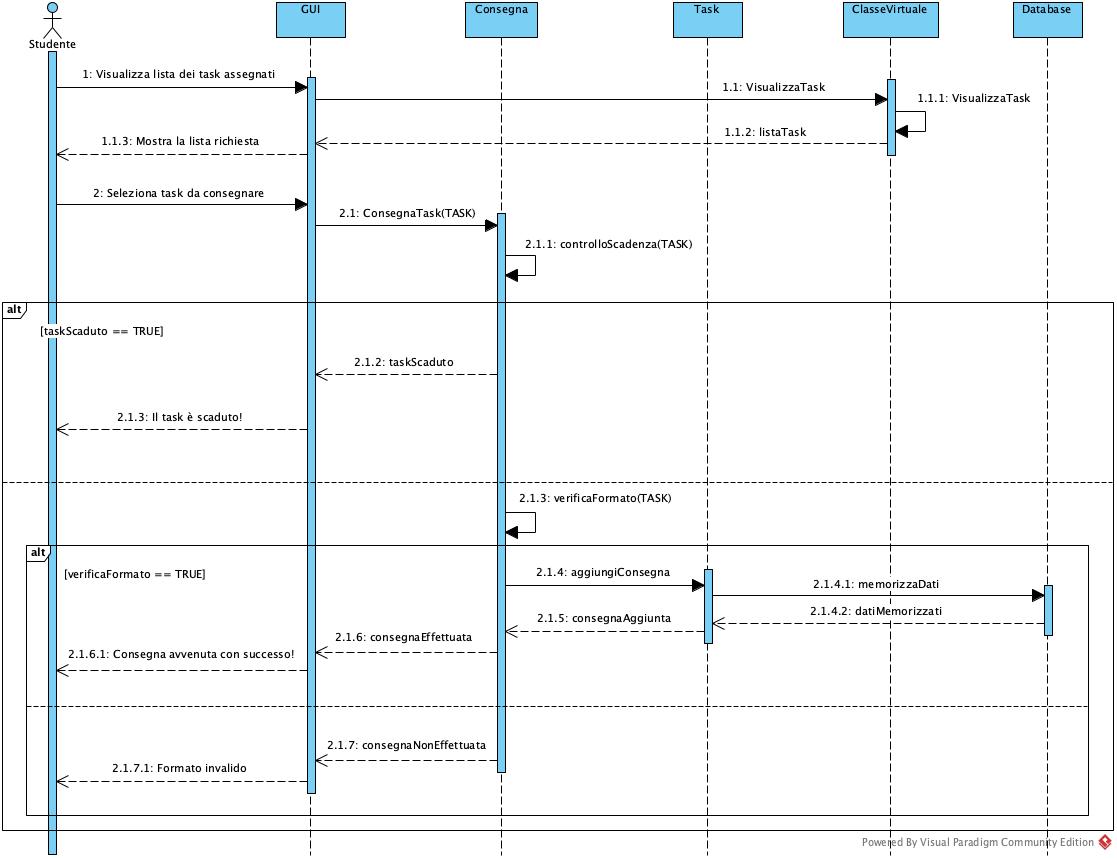 GUI
Consegna
Task
ClasseVirtuale
Database
Studente
1: Visualizza lista dei task assegnati
1.1: VisualizzaTask
1.1.1: VisualizzaTask
1.1.2: listaTask
1.1.3: Mostra la lista richiesta
2: Seleziona task da consegnare
2.1: ConsegnaTask(TASK)
2.1.1: controlloScadenza(TASK)
alt
[taskScaduto == TRUE]
2.1.2: taskScaduto
2.1.3: Il task è scaduto!
2.1.3: verificaFormato(TASK)
alt
[verificaFormato == TRUE]
2.1.4: aggiungiConsegna
2.1.4.1: memorizzaDati
2.1.4.2: datiMemorizzati
2.1.5: consegnaAggiunta
2.1.6: consegnaEffettuata
2.1.6.1: Consegna avvenuta con successo!
2.1.7: consegnaNonEffettuata
2.1.7.1: Formato invalido
Powered By Visual Paradigm Community Edition